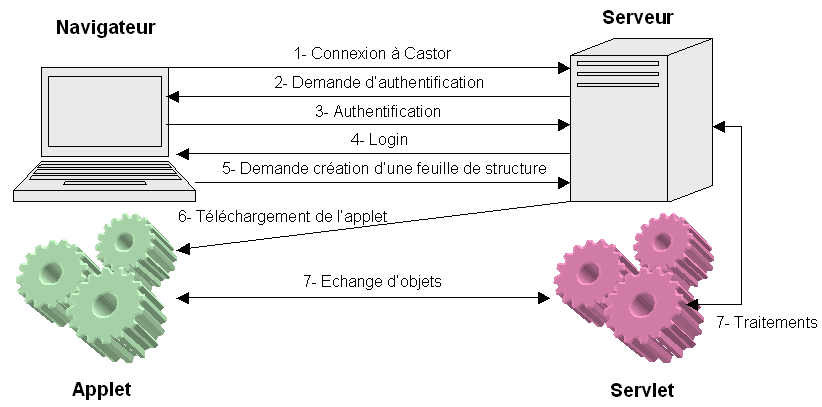 Navigateur
Serveur
1- Connexion à Castor
2- Demande d'authentification
3- Authentification
4- Login
5- Demande création d'une feuille de structure
6- Téléchargement de l'applet
7- Echange d'objets
7- Traitements
Applet
Servlet